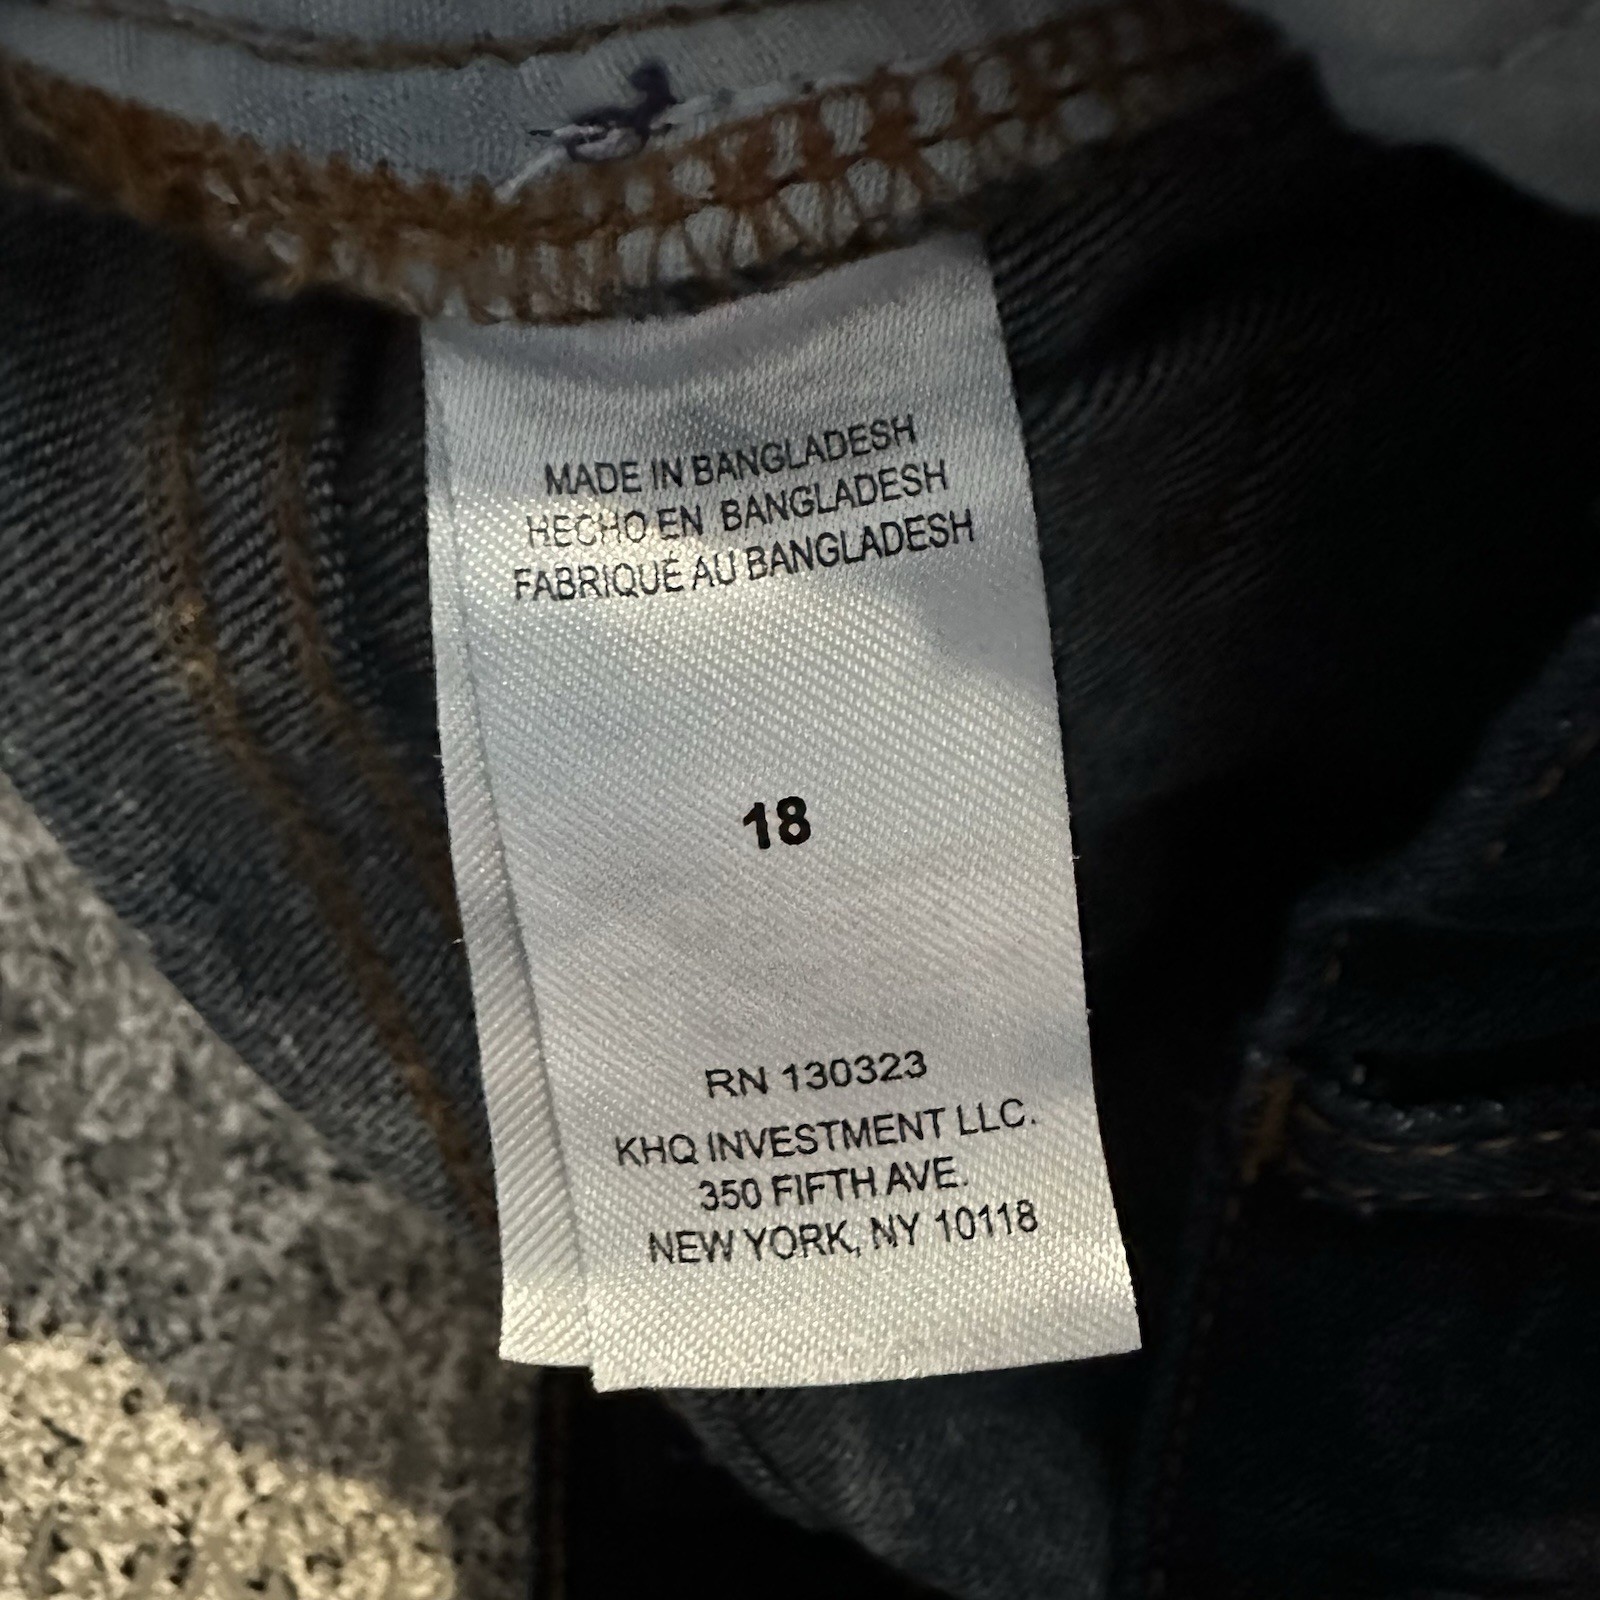 MADE IN BANGLADESH
HECHO EN BANGLADESH
FABRIQUÉ AU BANGLADESH
18
RN 130323
KHQ INVESTMENT LLC.
350 FIFTH AVE.
NEW YORK, NY 10118